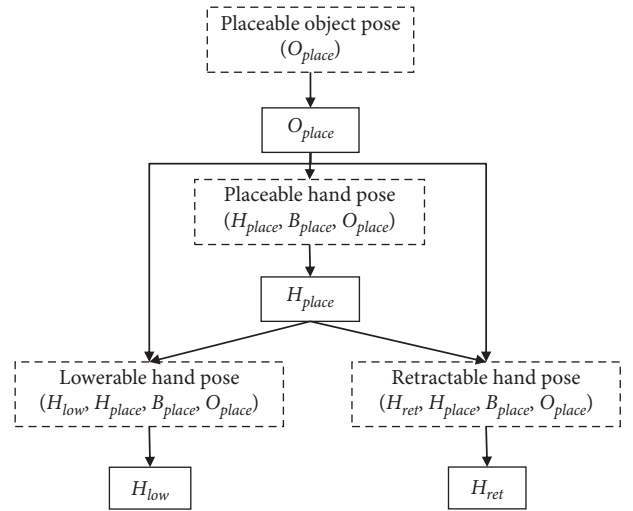 Placeable object pose
(O_place)
O_place
Placeable hand pose
(H_place, B_place, O_place)
H_place
Lowerable hand pose
(H_low, H_place, B_place, O_place)
Retractable hand pose
(H_ret, H_place, B_place, O_place)
H_low
H_ret